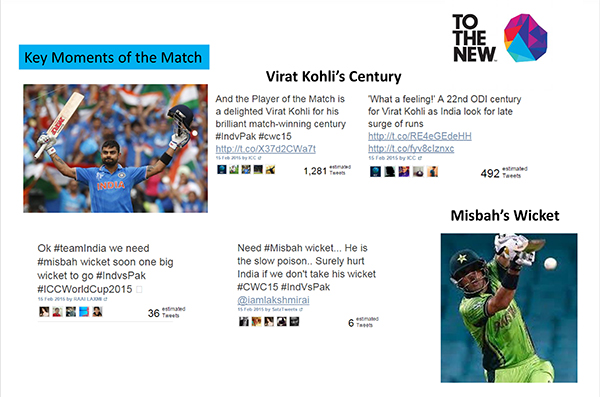 TO
THE
NEW
Key Moments of the Match
Virat Kohli's Century
And the Player of the Match is
a delighted Virat Kohli for his
brilliant match-winning century
#IndvPak #cwc15
http://t.co/X37d2CWa7t
15 Feb 2015 by ICC
1,281 estimated Tweets
'What a feeling!' A 22nd ODI century
for Virat Kohli as India look for late
surge of runs
http://t.co/RE4eGEdeHH
http://t.co/fyv8cIznxc
15 Feb 2015 by ICC
492 estimated Tweets
Misbah's Wicket
Ok #teamIndia we need
#misbah wicket soon one big
wicket to go #IndvsPak
#ICCWorldCup2015
15 Feb 2015 by RAAI LAXMI
36 estimated Tweets
Need #Misbah wicket... He is
the slow poison.. Surely hurt
India if we don't take his wicket
#CWC15 #IndVsPak
@iamlakshmirai
15 Feb 2015 by
6 estimated Tweets
INDIA